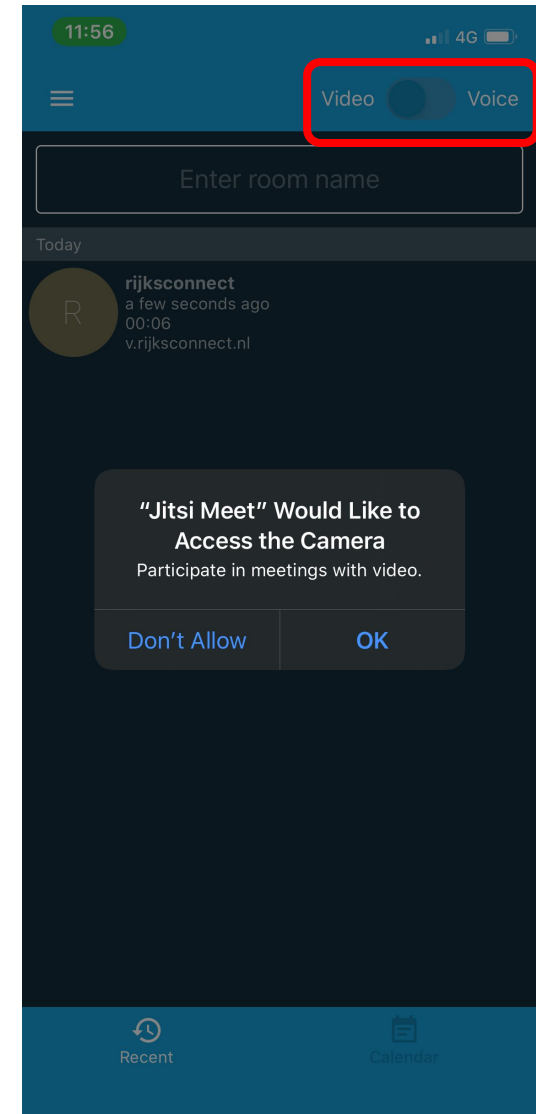 11:56
4G
Video Voice
Enter room name
Today
R
rijksconnect
a few seconds ago
00:06
v.rijksconnect.nl
“Jitsi Meet” Would Like to
Access the Camera
Participate in meetings with video.
Don’t Allow OK
Recent Calendar